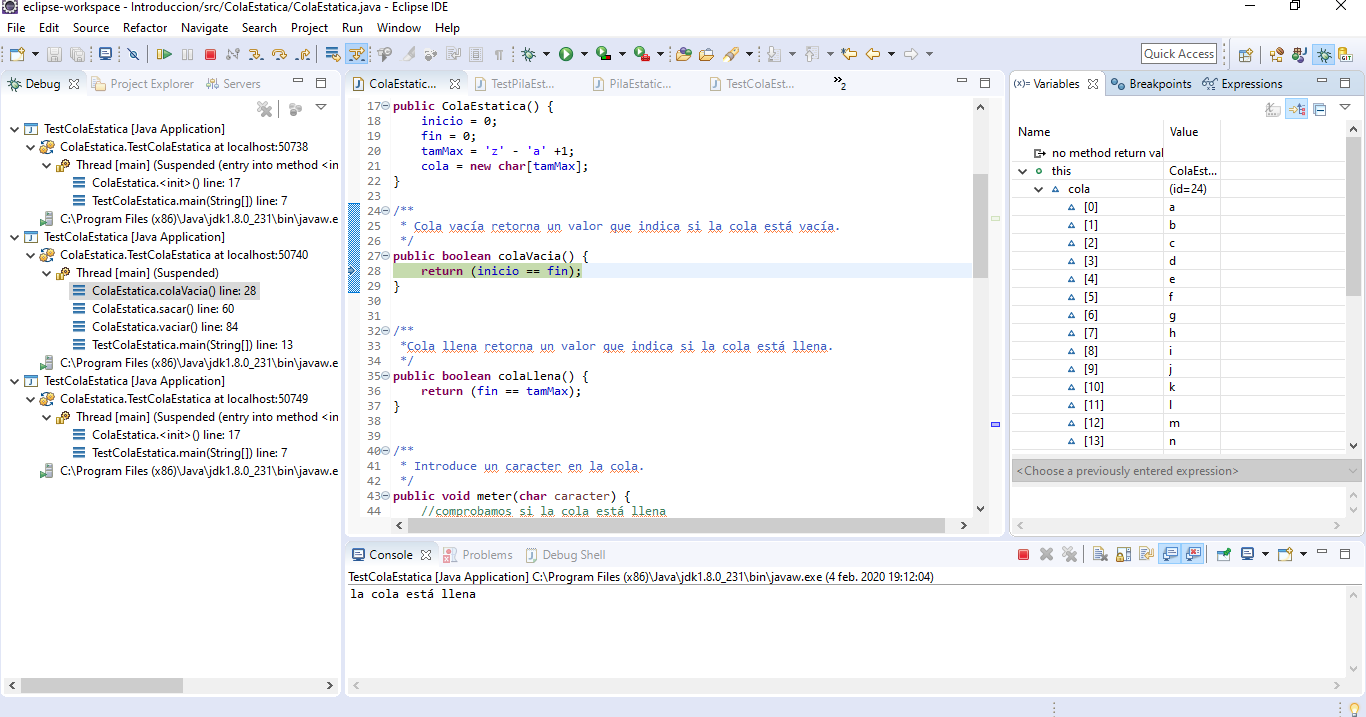 eclipse-workspace - Introduccion/src/ColaEstatica/ColaEstatica.java - Eclipse IDE
File Edit Source Refactor Navigate Search Project Run Window Help
Quick Access
Debug Project Explorer Servers
TestColaEstatica [Java Application]
ColaEstatica.TestColaEstatica at localhost:50738
Thread [main] (Suspended (entry into method <in
ColaEstatica.<init>() line: 17
TestColaEstatica.main(String[]) line: 7
C:\Program Files (x86)\Java\jdk1.8.0_231\bin\javaw.e
TestColaEstatica [Java Application]
ColaEstatica.TestColaEstatica at localhost:50740
Thread [main] (Suspended)
ColaEstatica.colaVacia() line: 28
ColaEstatica.sacar() line: 60
ColaEstatica.vaciar() line: 84
TestColaEstatica.main(String[]) line: 13
C:\Program Files (x86)\Java\jdk1.8.0_231\bin\javaw.e
TestColaEstatica [Java Application]
ColaEstatica.TestColaEstatica at localhost:50749
Thread [main] (Suspended (entry into method <in
ColaEstatica.<init>() line: 17
TestColaEstatica.main(String[]) line: 7
C:\Program Files (x86)\Java\jdk1.8.0_231\bin\javaw.e
ColaEstatic... TestPilaEst... PilaEstatic... TestColaEst... »2
17 public ColaEstatica() {
18 inicio = 0;
19 fin = 0;
20 tamMax = 'z' - 'a' +1;
21 cola = new char[tamMax];
22 }
23
24 /**
25 * Cola vacía retorna un valor que indica si la cola está vacía.
26 */
27 public boolean colaVacia() {
28 return (inicio == fin);
29 }
30
31
32 /**
33 *Cola llena retorna un valor que indica si la cola está llena.
34 */
35 public boolean colaLlena() {
36 return (fin == tamMax);
37 }
38
39
40 /**
41 * Introduce un caracter en la cola.
42 */
43 public void meter(char caracter) {
44 //comprobamos si la cola está llena
(x)= Variables Breakpoints Expressions
Name Value
no method return val
this ColaEst...
cola (id=24)
[0] a
[1] b
[2] c
[3] d
[4] e
[5] f
[6] g
[7] h
[8] i
[9] j
[10] k
[11] l
[12] m
[13] n
<Choose a previously entered expression>
Console Problems Debug Shell
TestColaEstatica [Java Application] C:\Program Files (x86)\Java\jdk1.8.0_231\bin\javaw.exe (4 feb. 2020 19:12:04)
la cola está llena